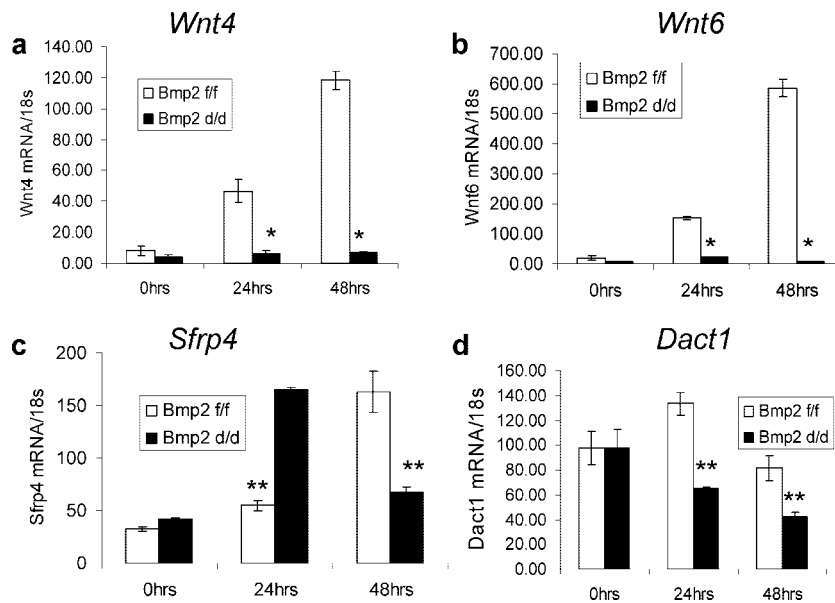 a
Wnt4
Wnt4 mRNA/18s
140.00
120.00
100.00
80.00
60.00
40.00
20.00
0.00
Bmp2 f/f
Bmp2 d/d
*
*
0hrs
24hrs
48hrs
b
Wnt6
Wnt6 mRNA/18s
700.00
600.00
500.00
400.00
300.00
200.00
100.00
0.00
Bmp2 f/f
Bmp2 d/d
*
*
0hrs
24hrs
48hrs
c
Sfrp4
Sfrp4 mRNA/18s
200
150
100
50
0
Bmp2 f/f
Bmp2 d/d
**
**
0hrs
24hrs
48hrs
d
Dact1
Dact1 mRNA/18s
160.00
140.00
120.00
100.00
80.00
60.00
40.00
20.00
0.00
Bmp2 f/f
Bmp2 d/d
**
**
0hrs
24hrs
48hrs